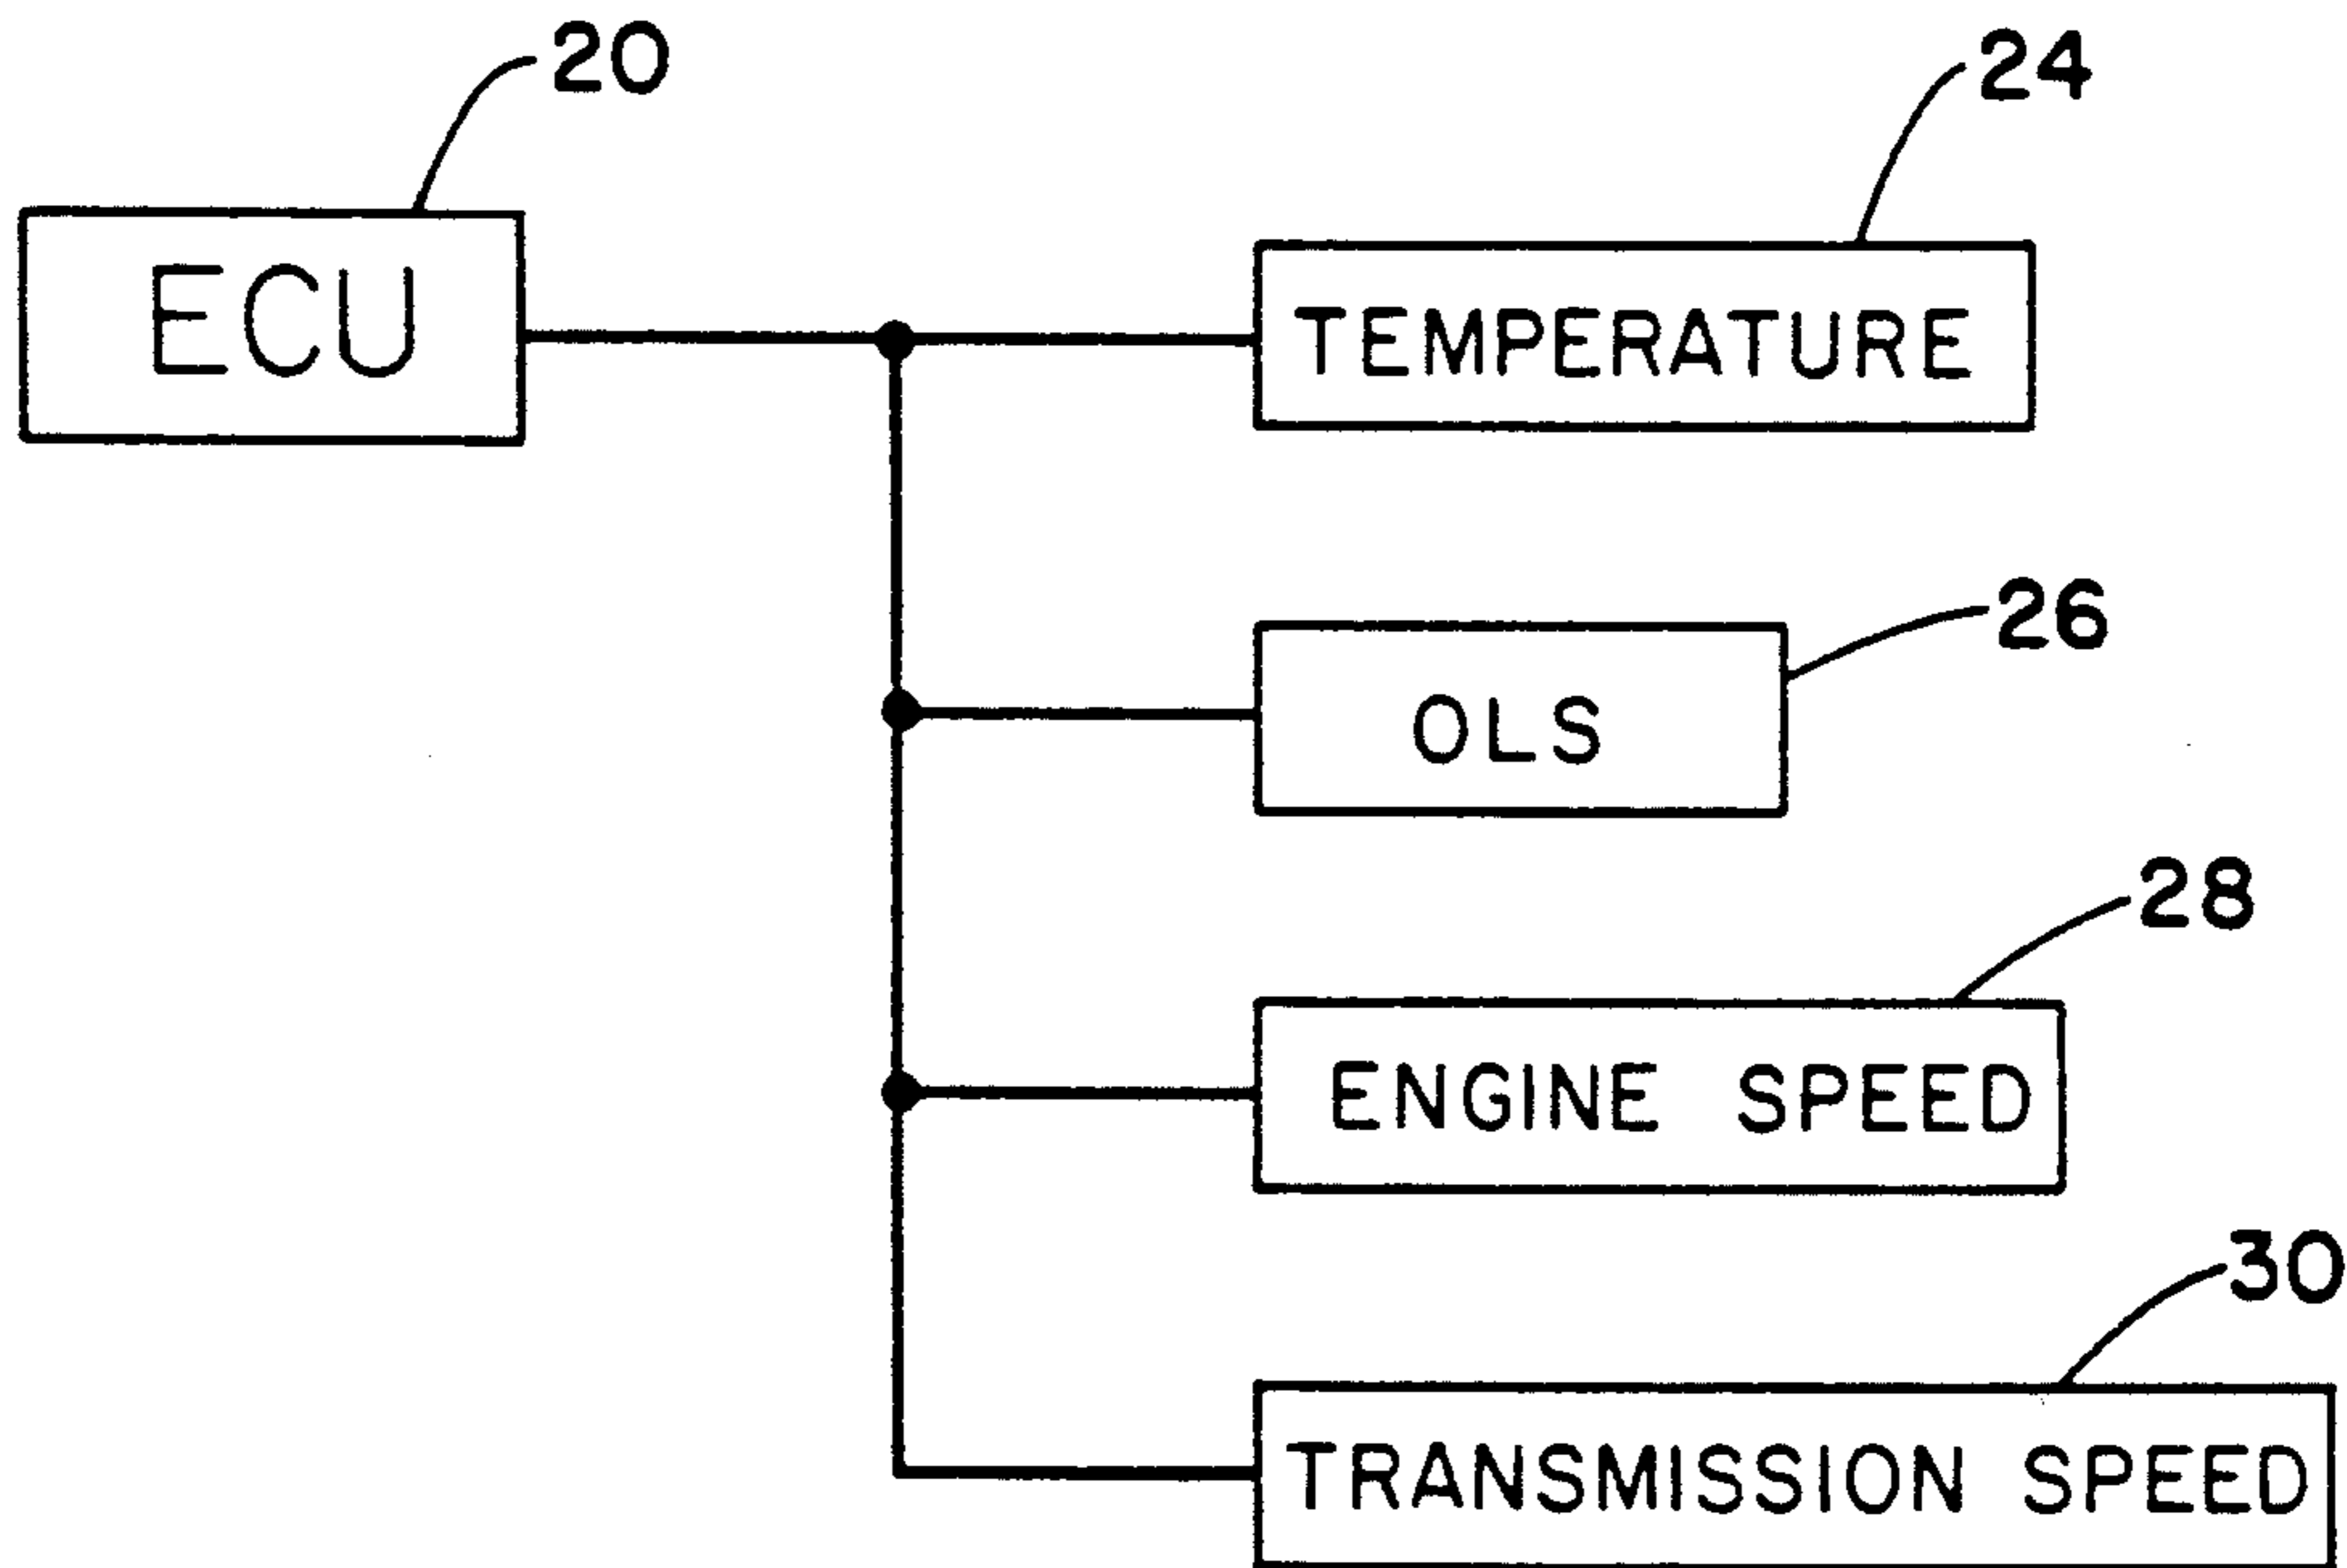 20
24
ECU
TEMPERATURE
26
OLS
28
ENGINE SPEED
30
TRANSMISSION SPEED